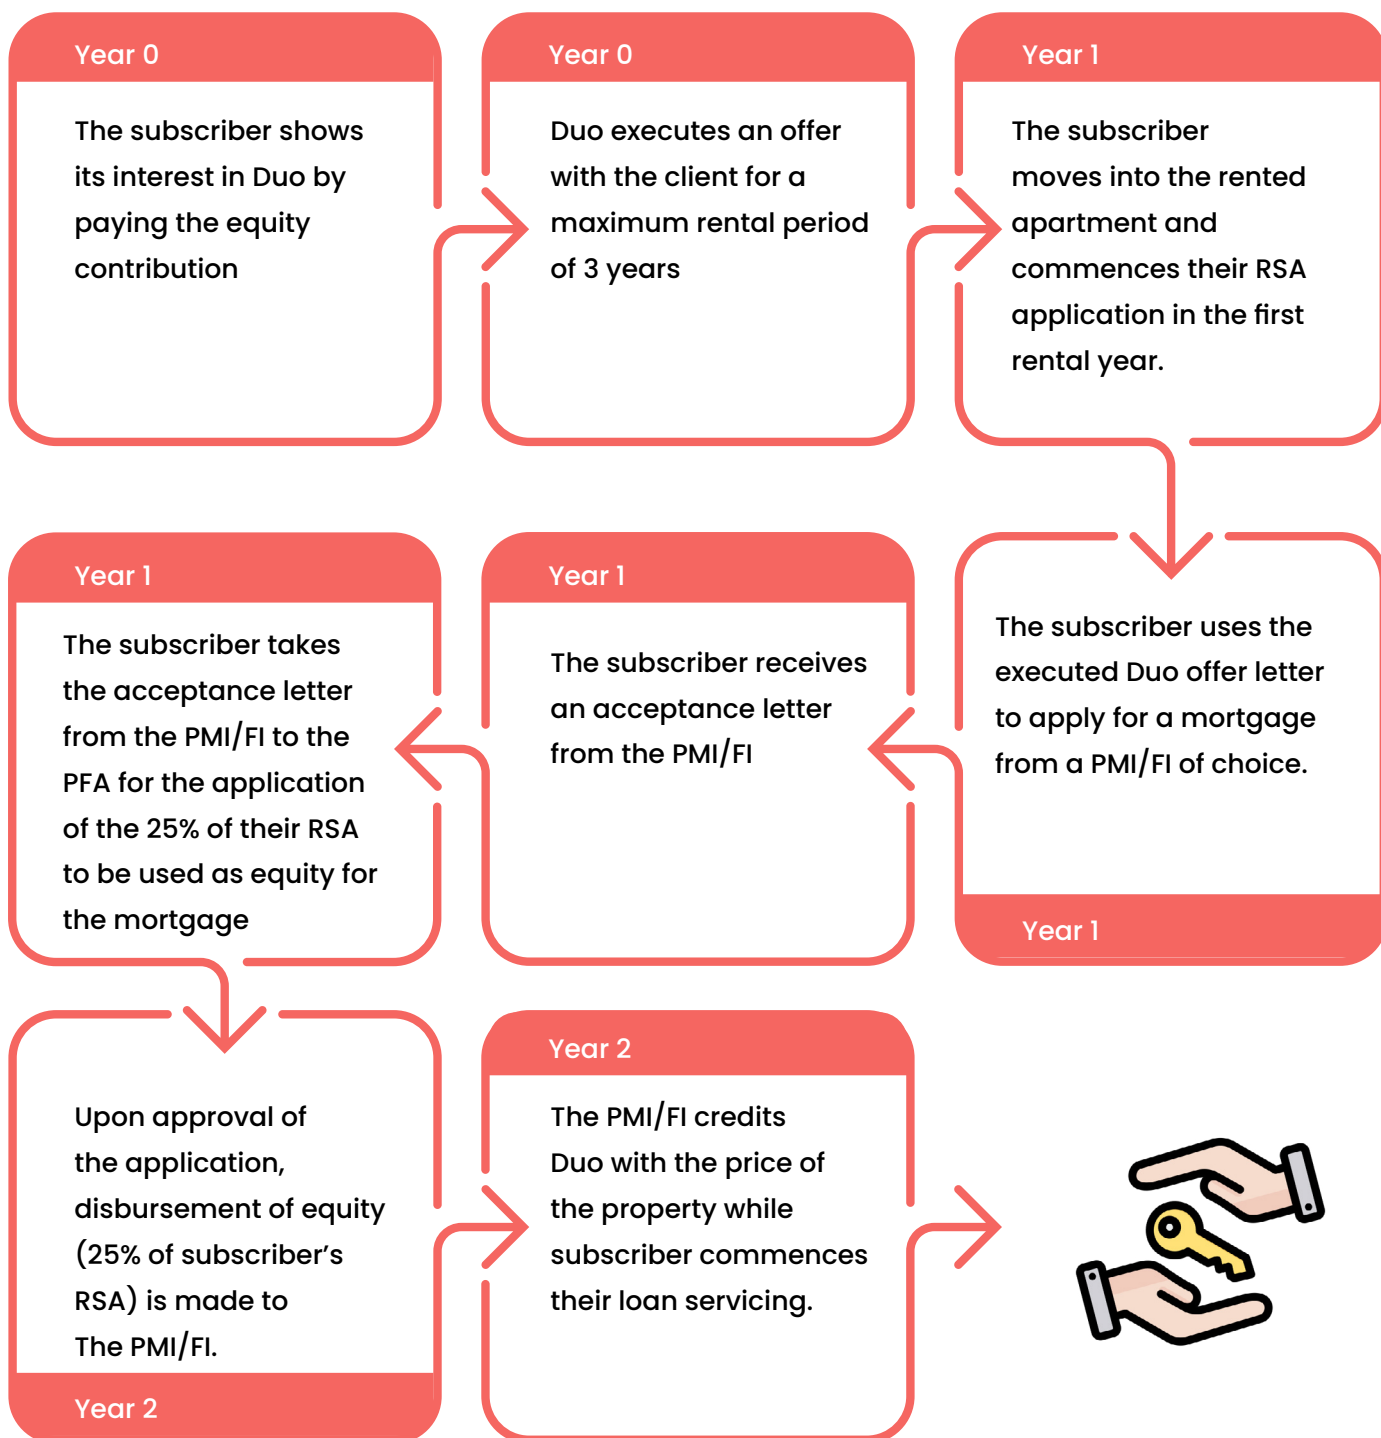 Year 0
The subscriber shows
its interest in Duo by
paying the equity
contribution
Year 0
Duo executes an offer
with the client for a
maximum rental period
of 3 years
Year 1
The subscriber
moves into the rented
apartment and
commences their RSA
application in the first
rental year.
The subscriber uses the
executed Duo offer letter
to apply for a mortgage
from a PMI/FI of choice.
Year 1
Year 1
The subscriber receives
an acceptance letter
from the PMI/FI
Year 1
The subscriber takes
the acceptance letter
from the PMI/FI to the
PFA for the application
of the 25% of their RSA
to be used as equity for
the mortgage
Upon approval of
the application,
disbursement of equity
(25% of subscriber’s
RSA) is made to
The PMI/FI.
Year 2
Year 2
The PMI/FI credits
Duo with the price of
the property while
subscriber commences
their loan servicing.